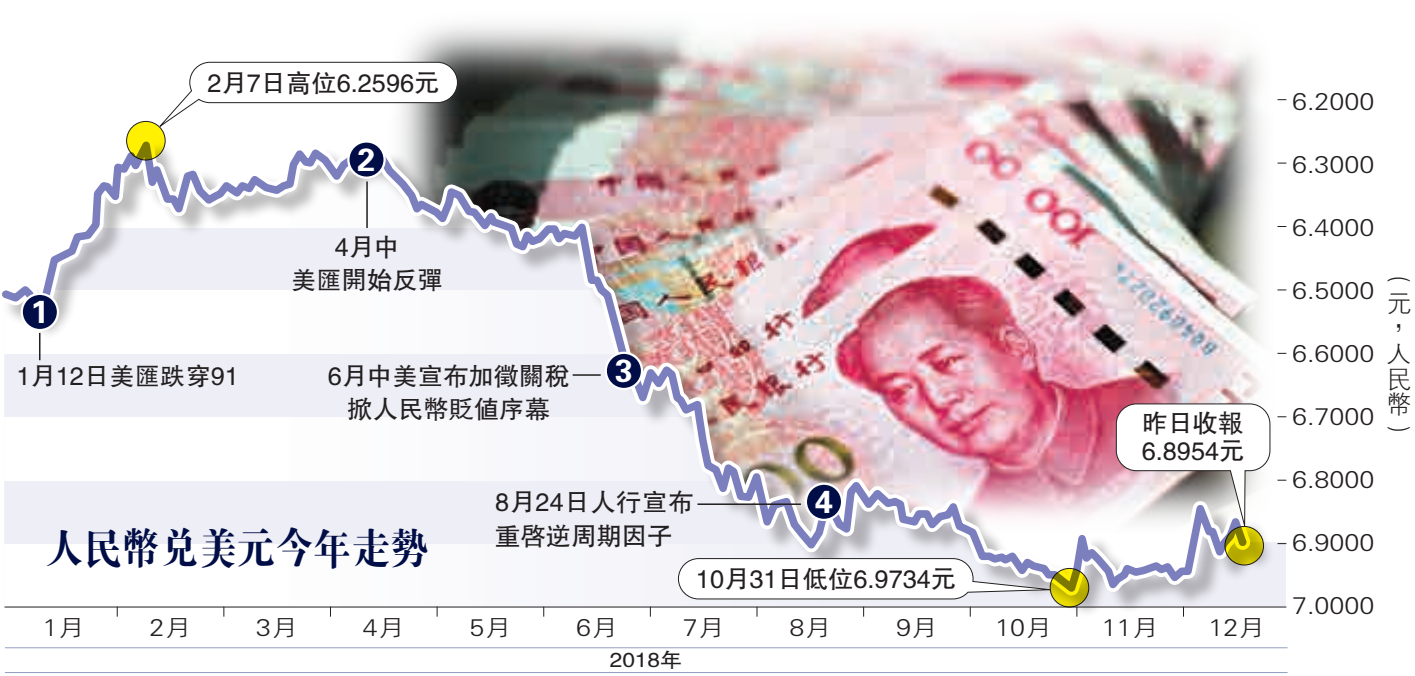 2月7日高位6.2596元
6.2000
6.3000
6.4000
6.5000
6.6000
6.7000
6.8000
6.9000
7.0000
(元，人民幣)
2
4月中
美匯開始反彈
1
1月12日美匯跌穿91
6月中美宣布加徵關稅
掀人民幣貶值序幕
3
昨日收報
6.8954元
8月24日人行宣布
重啓逆周期因子
4
人民幣兌美元今年走勢
10月31日低位6.9734元
1月
2月
3月
4月
5月
6月
7月
8月
9月
10月
11月
12月
2018年
100